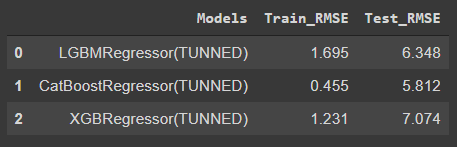 Models Train_RMSE Test_RMSE
0 LGBMRegressor(TUNNED) 1.695 6.348
1 CatBoostRegressor(TUNNED) 0.455 5.812
2 XGBRegressor(TUNNED) 1.231 7.074